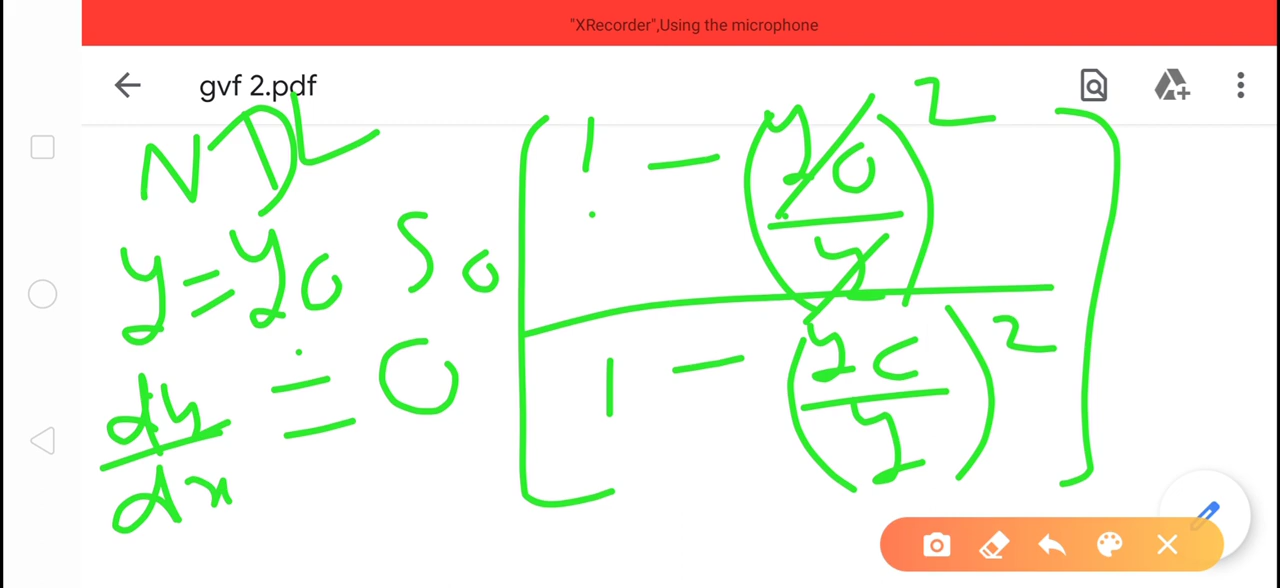 "XRecorder",Using the microphone
gvf 2.pdf
NDL
y = y0 S0 [ 1 - (y0/y)^2
dy/dx = 0 1 - (yc/y)^2 ]